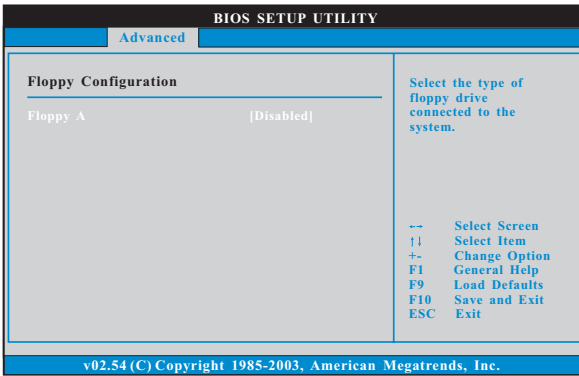 BIOS SETUP UTILITY
Advanced
Floppy Configuration
Floppy A [Disabled]
Select the type of
floppy drive
connected to the
system.
←→ Select Screen
↑↓ Select Item
+- Change Option
F1 General Help
F9 Load Defaults
F10 Save and Exit
ESC Exit
v02.54 (C) Copyright 1985-2003, American Megatrends, Inc.